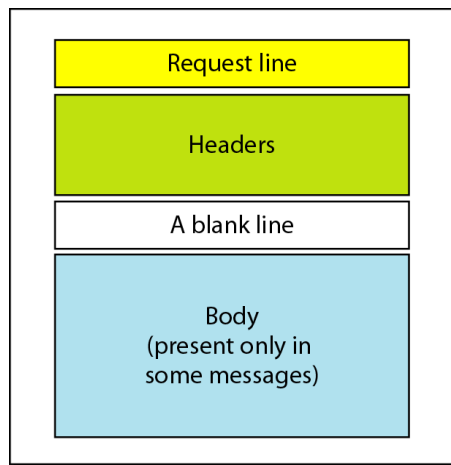 Request line
Headers
A blank line
Body
(present only in
some messages)